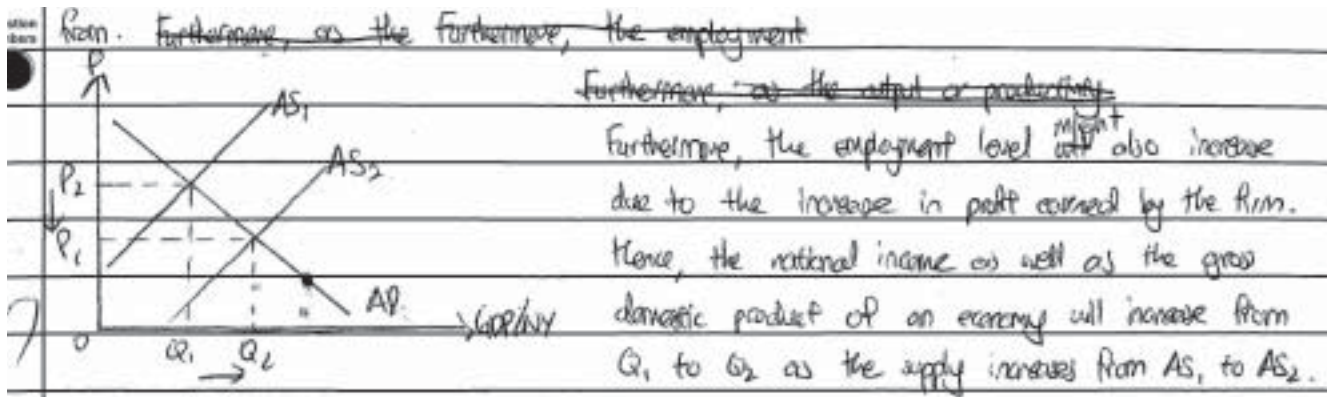 firm. Furthermore, as the Furthermore, the employment
Furthermore, as the output or productivity
Furthermore, the employment level might also increase
due to the increase in profit earned by the firm.
Hence, the national income as well as the gross
domestic product of an economy will increase from
Q1 to Q2 as the supply increases from AS1 to AS2.
P
AS1
AS2
P2
↓
P1
AD.
GDP/NY
0
Q1
Q2
→